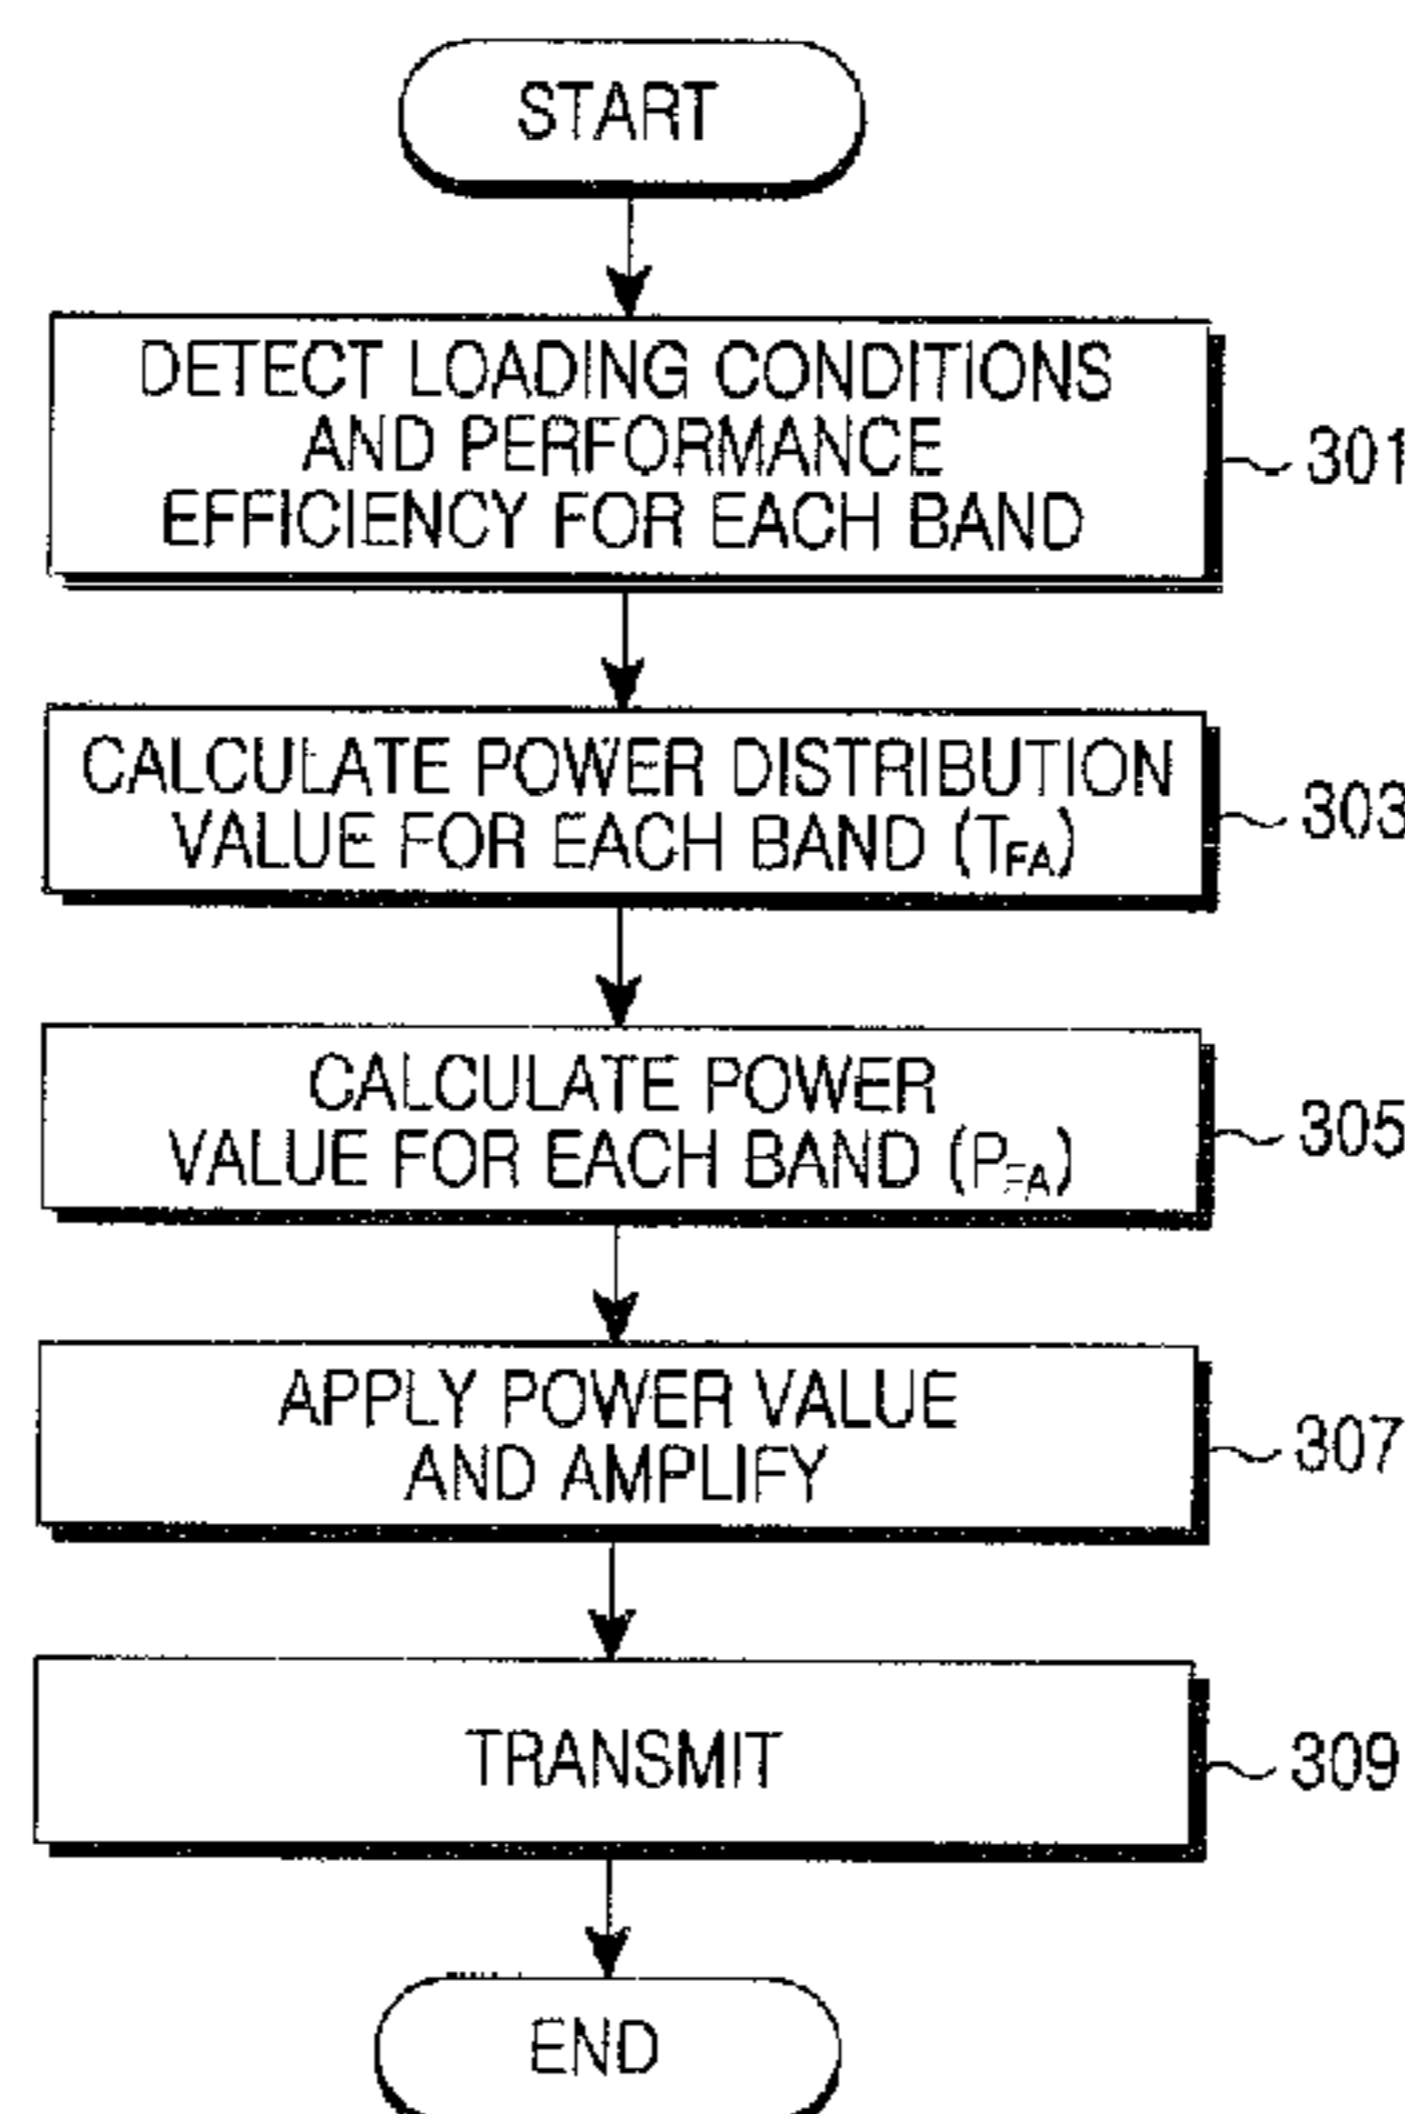 START
DETECT LOADING CONDITIONS
AND PERFORMANCE
EFFICIENCY FOR EACH BAND
301
CALCULATE POWER DISTRIBUTION
VALUE FOR EACH BAND (TFA)
303
CALCULATE POWER
VALUE FOR EACH BAND (PFA)
305
APPLY POWER VALUE
AND AMPLIFY
307
TRANSMIT
309
END